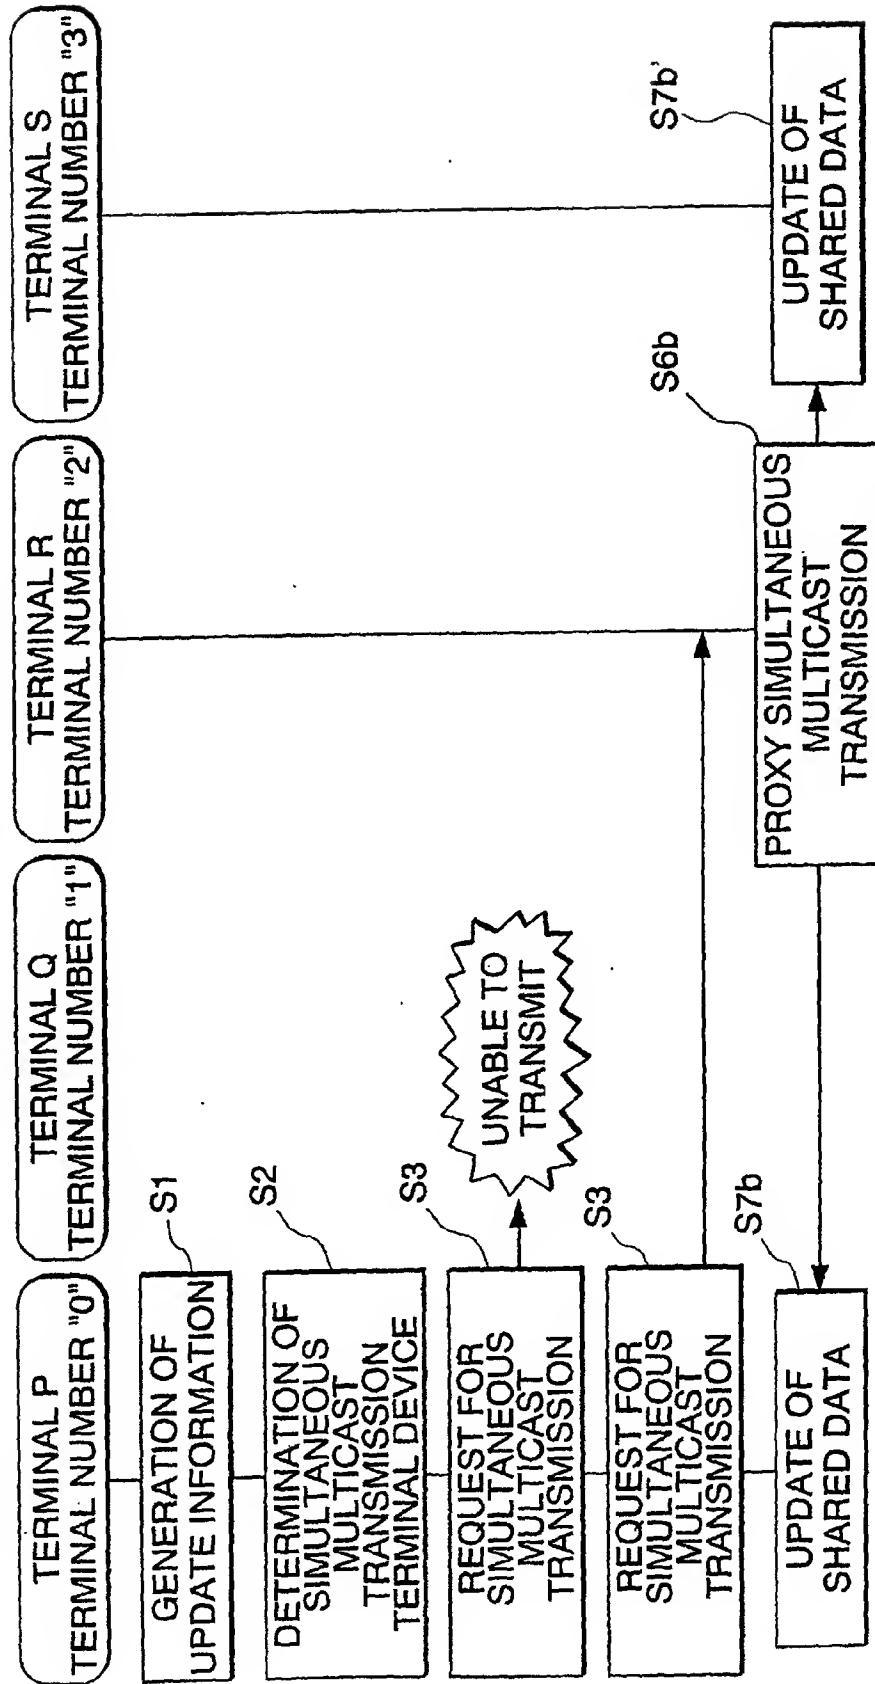 TERMINAL P
TERMINAL NUMBER "0"
TERMINAL Q
TERMINAL NUMBER "1"
TERMINAL R
TERMINAL NUMBER "2"
TERMINAL S
TERMINAL NUMBER "3"
GENERATION OF
UPDATE INFORMATION
S1
DETERMINATION OF
SIMULTANEOUS
MULTICAST
TRANSMISSION
TERMINAL DEVICE
S2
REQUEST FOR
SIMULTANEOUS
MULTICAST
TRANSMISSION
S3
UNABLE TO
TRANSMIT
REQUEST FOR
SIMULTANEOUS
MULTICAST
TRANSMISSION
S3
UPDATE OF
SHARED DATA
S7b
PROXY SIMULTANEOUS
MULTICAST
TRANSMISSION
S6b
UPDATE OF
SHARED DATA
S7b'